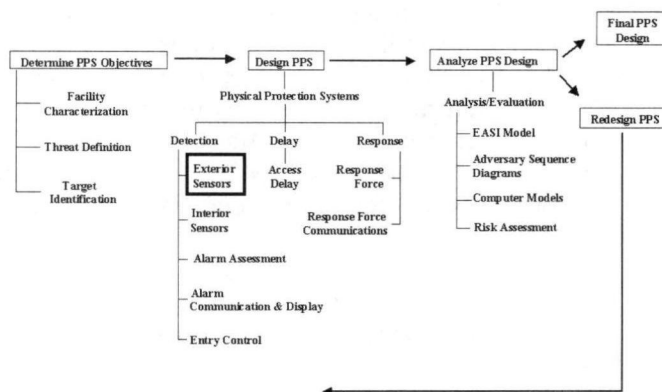 Final PPS
Design
Determine PPS Objectives
Design PPS
Analyze PPS Design
Facility
Characterization
Physical Protection Systems
Analysis/Evaluation
Redesign PPS
Threat Definition
Detection
Delay
Response
EASI Model
Target
Identification
Exterior
Sensors
Access
Delay
Response
Force
Adversary Sequence
Diagrams
Interior
Sensors
Response Force
Communications
Computer Models
Risk Assessment
Alarm Assessment
Alarm
Communication & Display
Entry Control